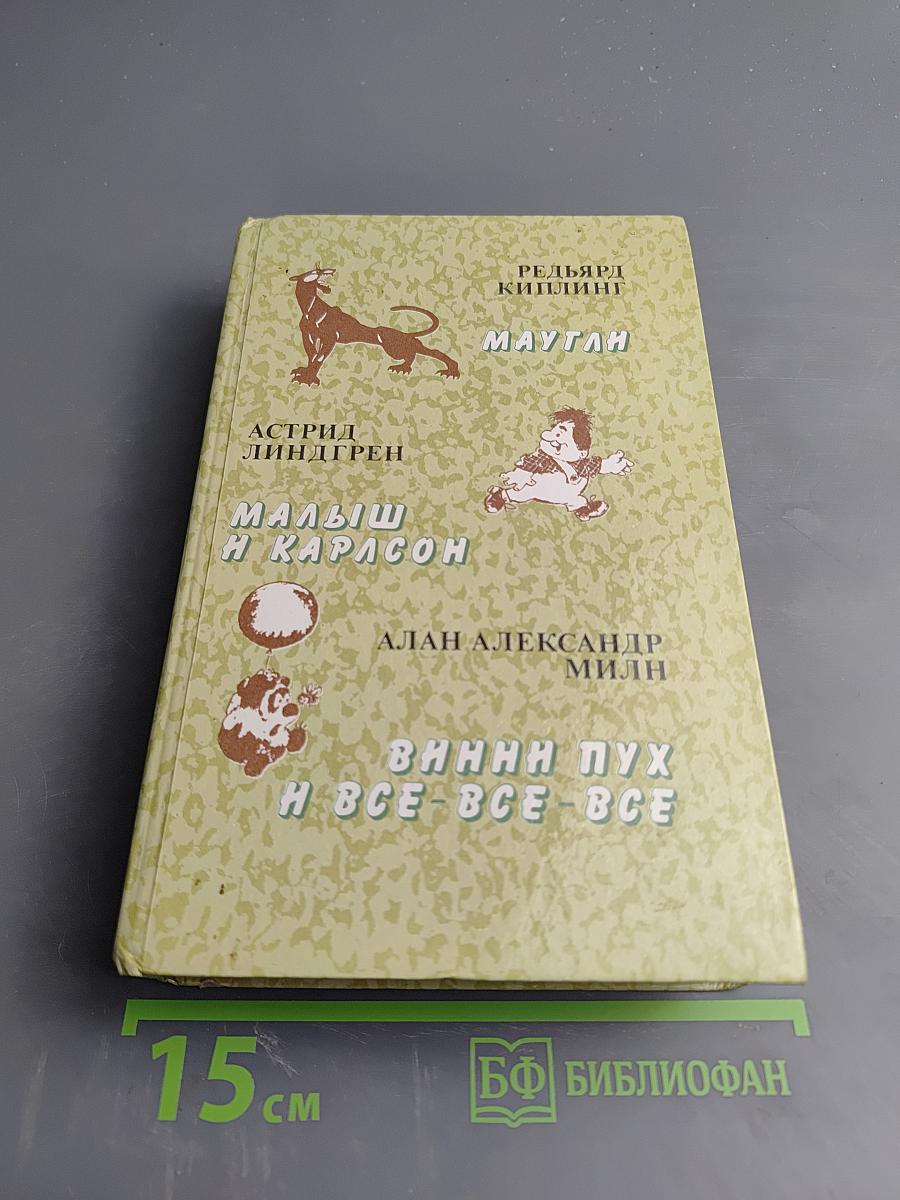 РЕДЬЯРД
КИПЛИНГ
МАУГЛИ
АСТРИД
ЛИНДГРЕН
МАЛЫШ
И КАРЛСОН
АЛАН АЛЕКСАНДР
МИЛН
ВИННИ ПУХ
И ВСЕ-ВСЕ-ВСЕ
15 см
БФ БИБЛИОФАН